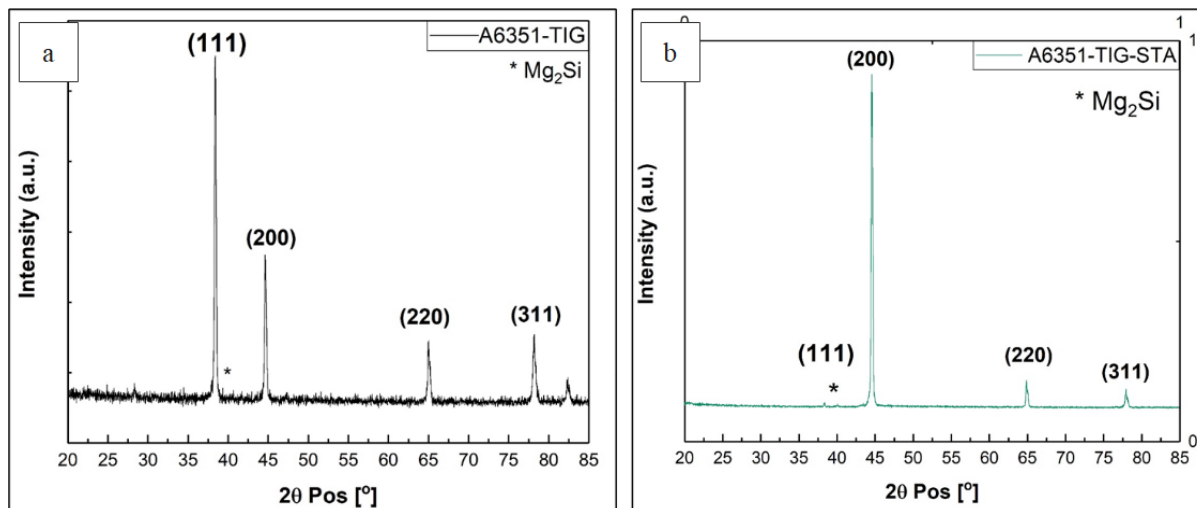 a
A6351-TIG
* Mg₂Si
(111)
(200)
(220)
(311)
*
Intensity (a.u.)
20 25 30 35 40 45 50 55 60 65 70 75 80 85
2θ Pos [°]
b
0 1
1
A6351-TIG-STA
* Mg₂Si
(200)
(111)
*
(220)
(311)
Intensity (a.u.)
0
20 25 30 35 40 45 50 55 60 65 70 75 80 85
2θ Pos [°]